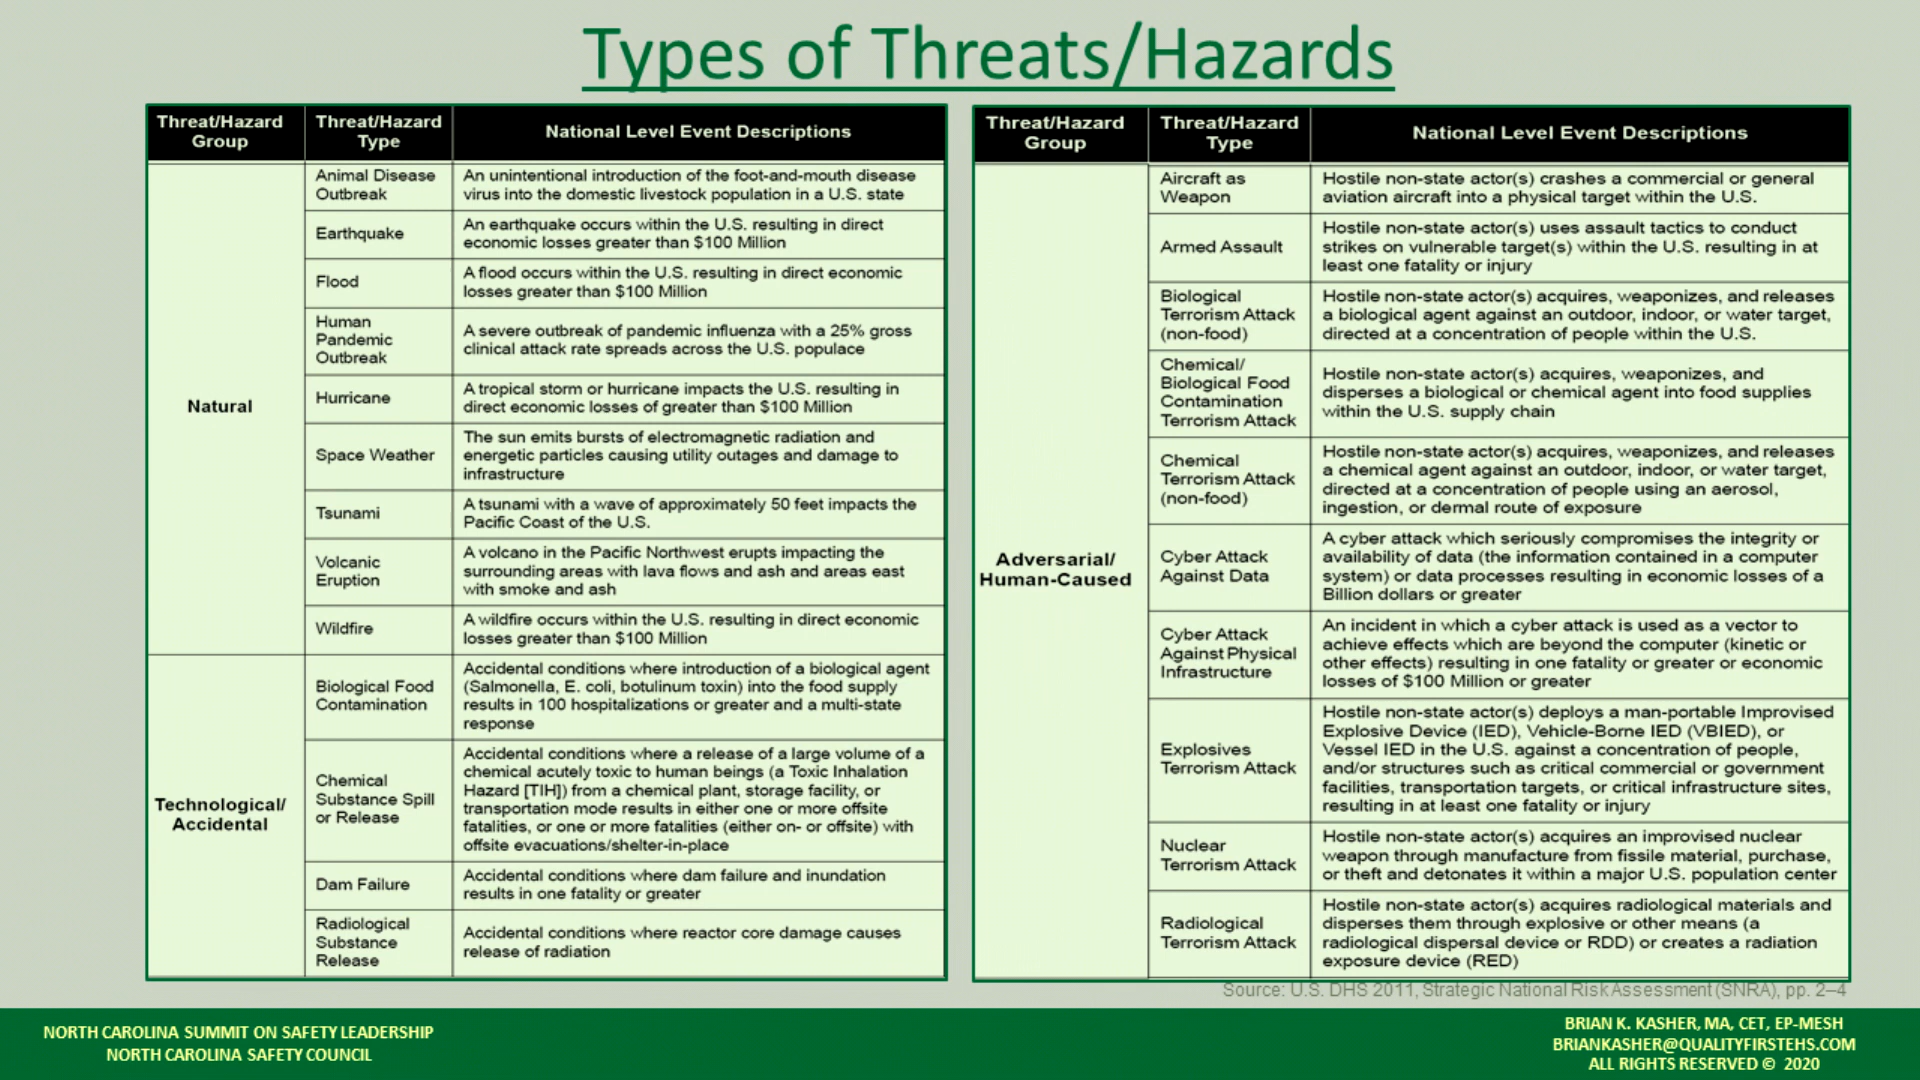 Types of Threats/Hazards
Threat/Hazard
Group
Threat/Hazard
Type
National Level Event Descriptions
Natural
Animal Disease
Outbreak
An unintentional introduction of the foot-and-mouth disease
virus into the domestic livestock population in a U.S. state
Earthquake
An earthquake occurs within the U.S. resulting in direct
economic losses greater than $100 Million
Flood
A flood occurs within the U.S. resulting in direct economic
losses greater than $100 Million
Human
Pandemic
Outbreak
A severe outbreak of pandemic influenza with a 25% gross
clinical attack rate spreads across the U.S. populace
Hurricane
A tropical storm or hurricane impacts the U.S. resulting in
direct economic losses of greater than $100 Million
Space Weather
The sun emits bursts of electromagnetic radiation and
energetic particles causing utility outages and damage to
infrastructure
Tsunami
A tsunami with a wave of approximately 50 feet impacts the
Pacific Coast of the U.S.
Volcanic
Eruption
A volcano in the Pacific Northwest erupts impacting the
surrounding areas with lava flows and ash and areas east
with smoke and ash
Wildfire
A wildfire occurs within the U.S. resulting in direct economic
losses greater than $100 Million
Technological/
Accidental
Biological Food
Contamination
Accidental conditions where introduction of a biological agent
(Salmonella, E. coli, botulinum toxin) into the food supply
results in 100 hospitalizations or greater and a multi-state
response
Chemical
Substance Spill
or Release
Accidental conditions where a release of a large volume of a
chemical acutely toxic to human beings (a Toxic Inhalation
Hazard [TIH]) from a chemical plant, storage facility, or
transportation mode results in either one or more offsite
fatalities, or one or more fatalities (either on- or offsite) with
offsite evacuations/shelter-in-place
Dam Failure
Accidental conditions where dam failure and inundation
results in one fatality or greater
Radiological
Substance
Release
Accidental conditions where reactor core damage causes
release of radiation
Threat/Hazard
Group
Threat/Hazard
Type
National Level Event Descriptions
Adversarial/
Human-Caused
Aircraft as
Weapon
Hostile non-state actor(s) crashes a commercial or general
aviation aircraft into a physical target within the U.S.
Armed Assault
Hostile non-state actor(s) uses assault tactics to conduct
strikes on vulnerable target(s) within the U.S. resulting in at
least one fatality or injury
Biological
Terrorism Attack
(non-food)
Hostile non-state actor(s) acquires, weaponizes, and releases
a biological agent against an outdoor, indoor, or water target,
directed at a concentration of people within the U.S.
Chemical/
Biological Food
Contamination
Terrorism Attack
Hostile non-state actor(s) acquires, weaponizes, and
disperses a biological or chemical agent into food supplies
within the U.S. supply chain
Chemical
Terrorism Attack
(non-food)
Hostile non-state actor(s) acquires, weaponizes, and releases
a chemical agent against an outdoor, indoor, or water target,
directed at a concentration of people using an aerosol,
ingestion, or dermal route of exposure
Cyber Attack
Against Data
A cyber attack which seriously compromises the integrity or
availability of data (the information contained in a computer
system) or data processes resulting in economic losses of a
Billion dollars or greater
Cyber Attack
Against Physical
Infrastructure
An incident in which a cyber attack is used as a vector to
achieve effects which are beyond the computer (kinetic or
other effects) resulting in one fatality or greater or economic
losses of $100 Million or greater
Explosives
Terrorism Attack
Hostile non-state actor(s) deploys a man-portable Improvised
Explosive Device (IED), Vehicle-Borne IED (VBIED), or
Vessel IED in the U.S. against a concentration of people,
and/or structures such as critical commercial or government
facilities, transportation targets, or critical infrastructure sites,
resulting in at least one fatality or injury
Nuclear
Terrorism Attack
Hostile non-state actor(s) acquires an improvised nuclear
weapon through manufacture from fissile material, purchase,
or theft and detonates it within a major U.S. population center
Radiological
Terrorism Attack
Hostile non-state actor(s) acquires radiological materials and
disperses them through explosive or other means (a
radiological dispersal device or RDD) or creates a radiation
exposure device (RED)
Source: U.S. DHS 2011, Strategic National Risk Assessment (SNRA), pp. 2–4
NORTH CAROLINA SUMMIT ON SAFETY LEADERSHIP
NORTH CAROLINA SAFETY COUNCIL
BRIAN K. KASHER, MA, CET, EP-MESH
BRIANKASHER@QUALITYFIRSTEHS.COM
ALL RIGHTS RESERVED © 2020